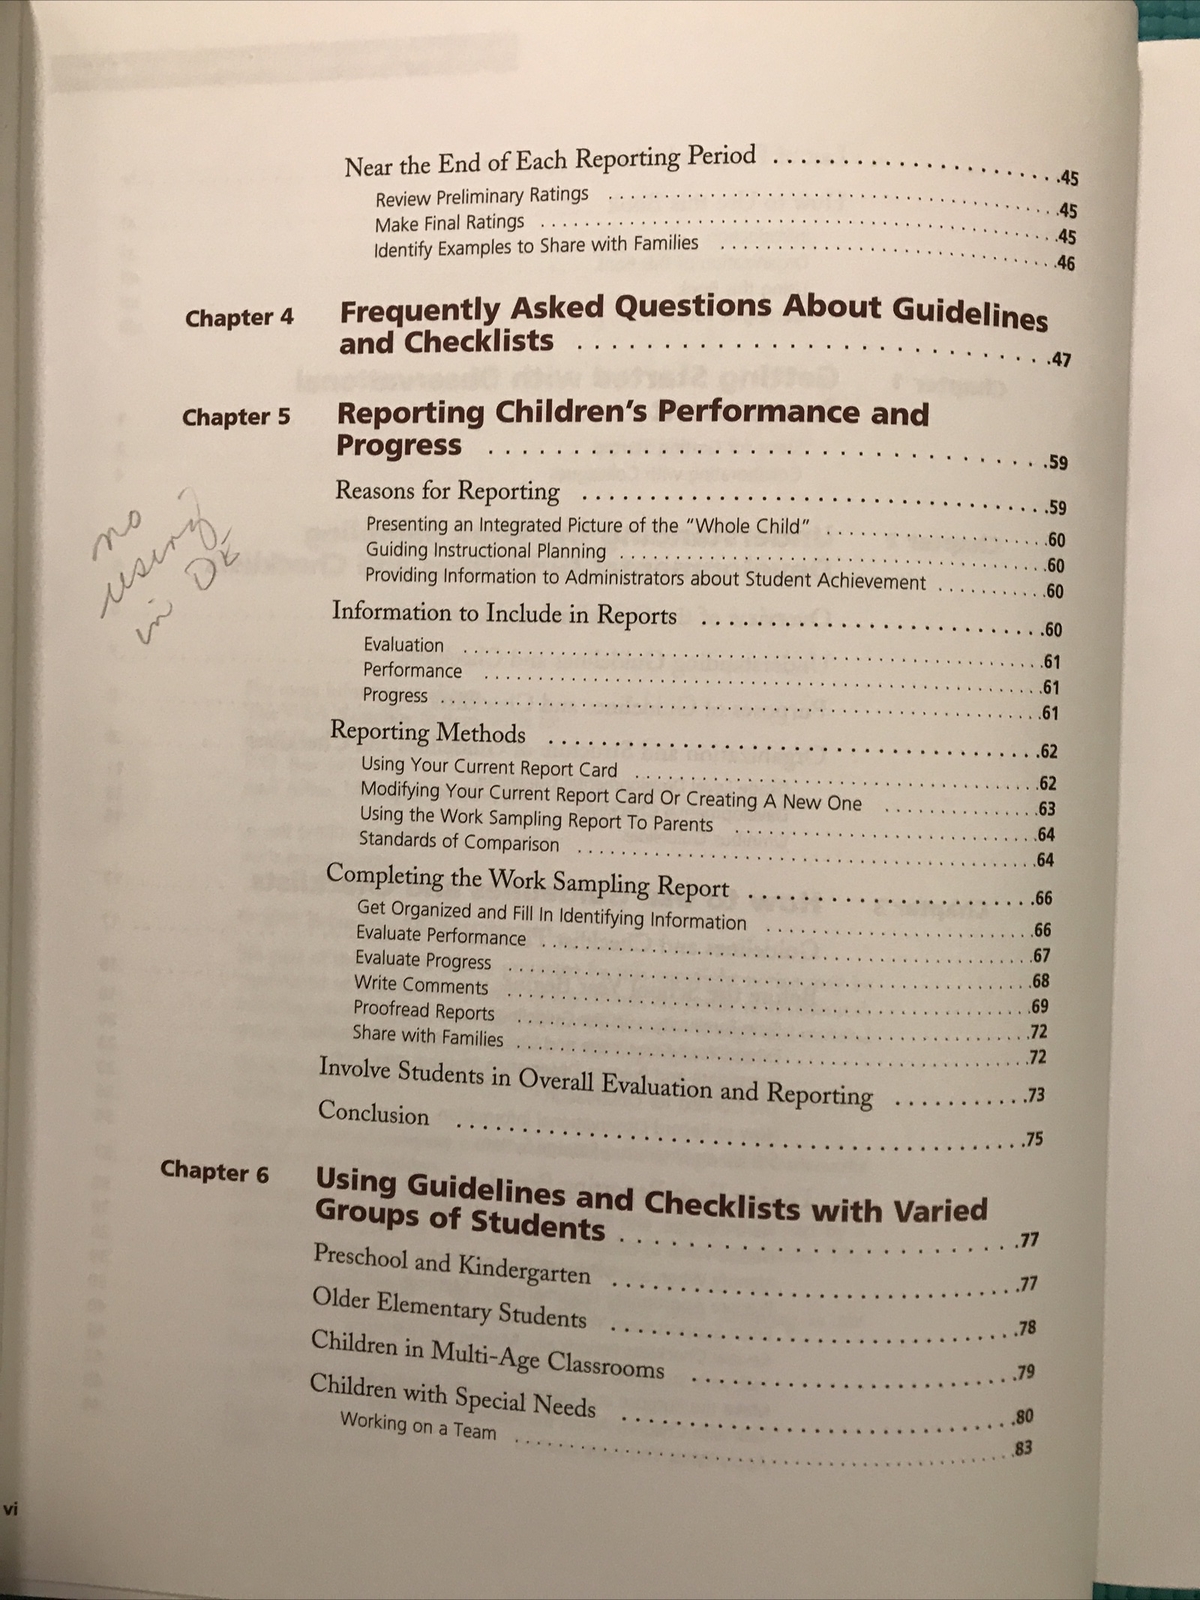 Near the End of Each Reporting Period . . . . . . . . . . . . . . . . . . . . .45
Review Preliminary Ratings . . . . . . . . . . . . . . . . . . . . .45
Make Final Ratings . . . . . . . . . . . . . . . . . . . . .45
Identify Examples to Share with Families . . . . . . . . . . . . . . . . . . . . .46
Chapter 4 Frequently Asked Questions About Guidelines
and Checklists . . . . . . . . . . . . . . . . . . . . .47
Chapter 5 Reporting Children's Performance and
Progress . . . . . . . . . . . . . . . . . . . . .59
Reasons for Reporting . . . . . . . . . . . . . . . . . . . . .59
Presenting an Integrated Picture of the "Whole Child" . . . . . . . . . . . . . . .60
Guiding Instructional Planning . . . . . . . . . . . . . . . . . . . . .60
Providing Information to Administrators about Student Achievement . . . . . . . . .60
no
using
in DE
Information to Include in Reports . . . . . . . . . . . . . . . . . . . . .60
Evaluation . . . . . . . . . . . . . . . . . . . . .61
Performance . . . . . . . . . . . . . . . . . . . . .61
Progress . . . . . . . . . . . . . . . . . . . . .61
Reporting Methods . . . . . . . . . . . . . . . . . . . . .62
Using Your Current Report Card . . . . . . . . . . . . . . . . . . . . .62
Modifying Your Current Report Card Or Creating A New One . . . . . . . . . . . .63
Using the Work Sampling Report To Parents . . . . . . . . . . . . . . . . . . . . .64
Standards of Comparison . . . . . . . . . . . . . . . . . . . . .64
Completing the Work Sampling Report . . . . . . . . . . . . . . . . . . . . .66
Get Organized and Fill In Identifying Information . . . . . . . . . . . . . . . . . .66
Evaluate Performance . . . . . . . . . . . . . . . . . . . . .67
Evaluate Progress . . . . . . . . . . . . . . . . . . . . .68
Write Comments . . . . . . . . . . . . . . . . . . . . .69
Proofread Reports . . . . . . . . . . . . . . . . . . . . .72
Share with Families . . . . . . . . . . . . . . . . . . . . .72
Involve Students in Overall Evaluation and Reporting . . . . . . . . . . .73
Conclusion . . . . . . . . . . . . . . . . . . . . .75
Chapter 6 Using Guidelines and Checklists with Varied
Groups of Students . . . . . . . . . . . . . . . . . . . . .77
Preschool and Kindergarten . . . . . . . . . . . . . . . . . . . . .77
Older Elementary Students . . . . . . . . . . . . . . . . . . . . .78
Children in Multi-Age Classrooms . . . . . . . . . . . . . . . . . . . . .79
Children with Special Needs . . . . . . . . . . . . . . . . . . . . .80
Working on a Team . . . . . . . . . . . . . . . . . . . . .83
vi